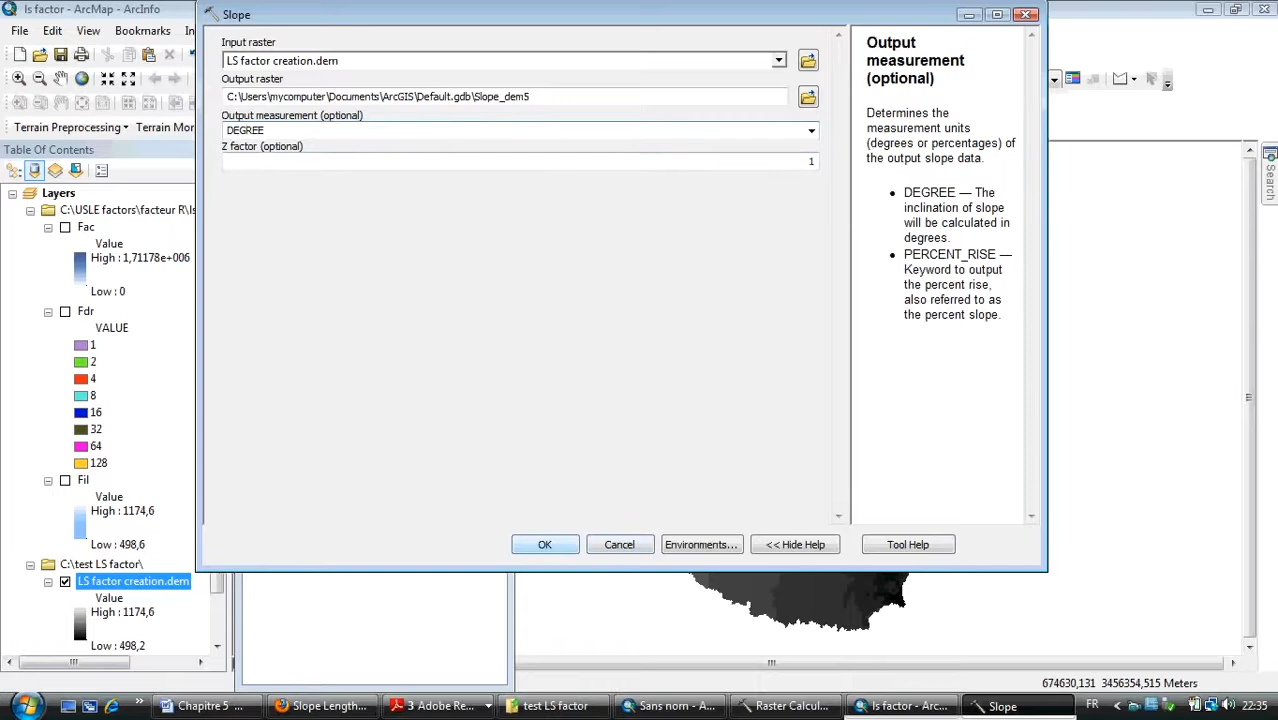 ls factor - ArcMap - ArcInfo
Slope
File Edit View Bookmarks In
Terrain Preprocessing Terrain Mor
Table Of Contents
Layers
C:\USLE factors\facteur R\ls
Fac
Value
High : 1,71178e+006
Low : 0
Fdr
VALUE
1
2
4
8
16
32
64
128
Fil
Value
High : 1174,6
Low : 498,6
C:\test LS factor\
LS factor creation.dem
Value
High : 1174,6
Low : 498,2
Input raster
LS factor creation.dem
Output raster
C:\Users\mycomputer\Documents\ArcGIS\Default.gdb\Slope_dem5
Output measurement (optional)
DEGREE
Z factor (optional)
1
OK Cancel Environments... << Hide Help Tool Help
Output
measurement
(optional)
Determines the
measurement units
(degrees or percentages) of
the output slope data.
DEGREE — The
inclination of slope
will be calculated in
degrees.
PERCENT_RISE —
Keyword to output
the percent rise,
also referred to as
the percent slope.
Search
674630,131 3456354,515 Meters
Chapitre 5 ... Slope Length... 3 Adobe Re... test LS factor Sans nom - A... Raster Calcul... ls factor - Arc... Slope FR 22:35